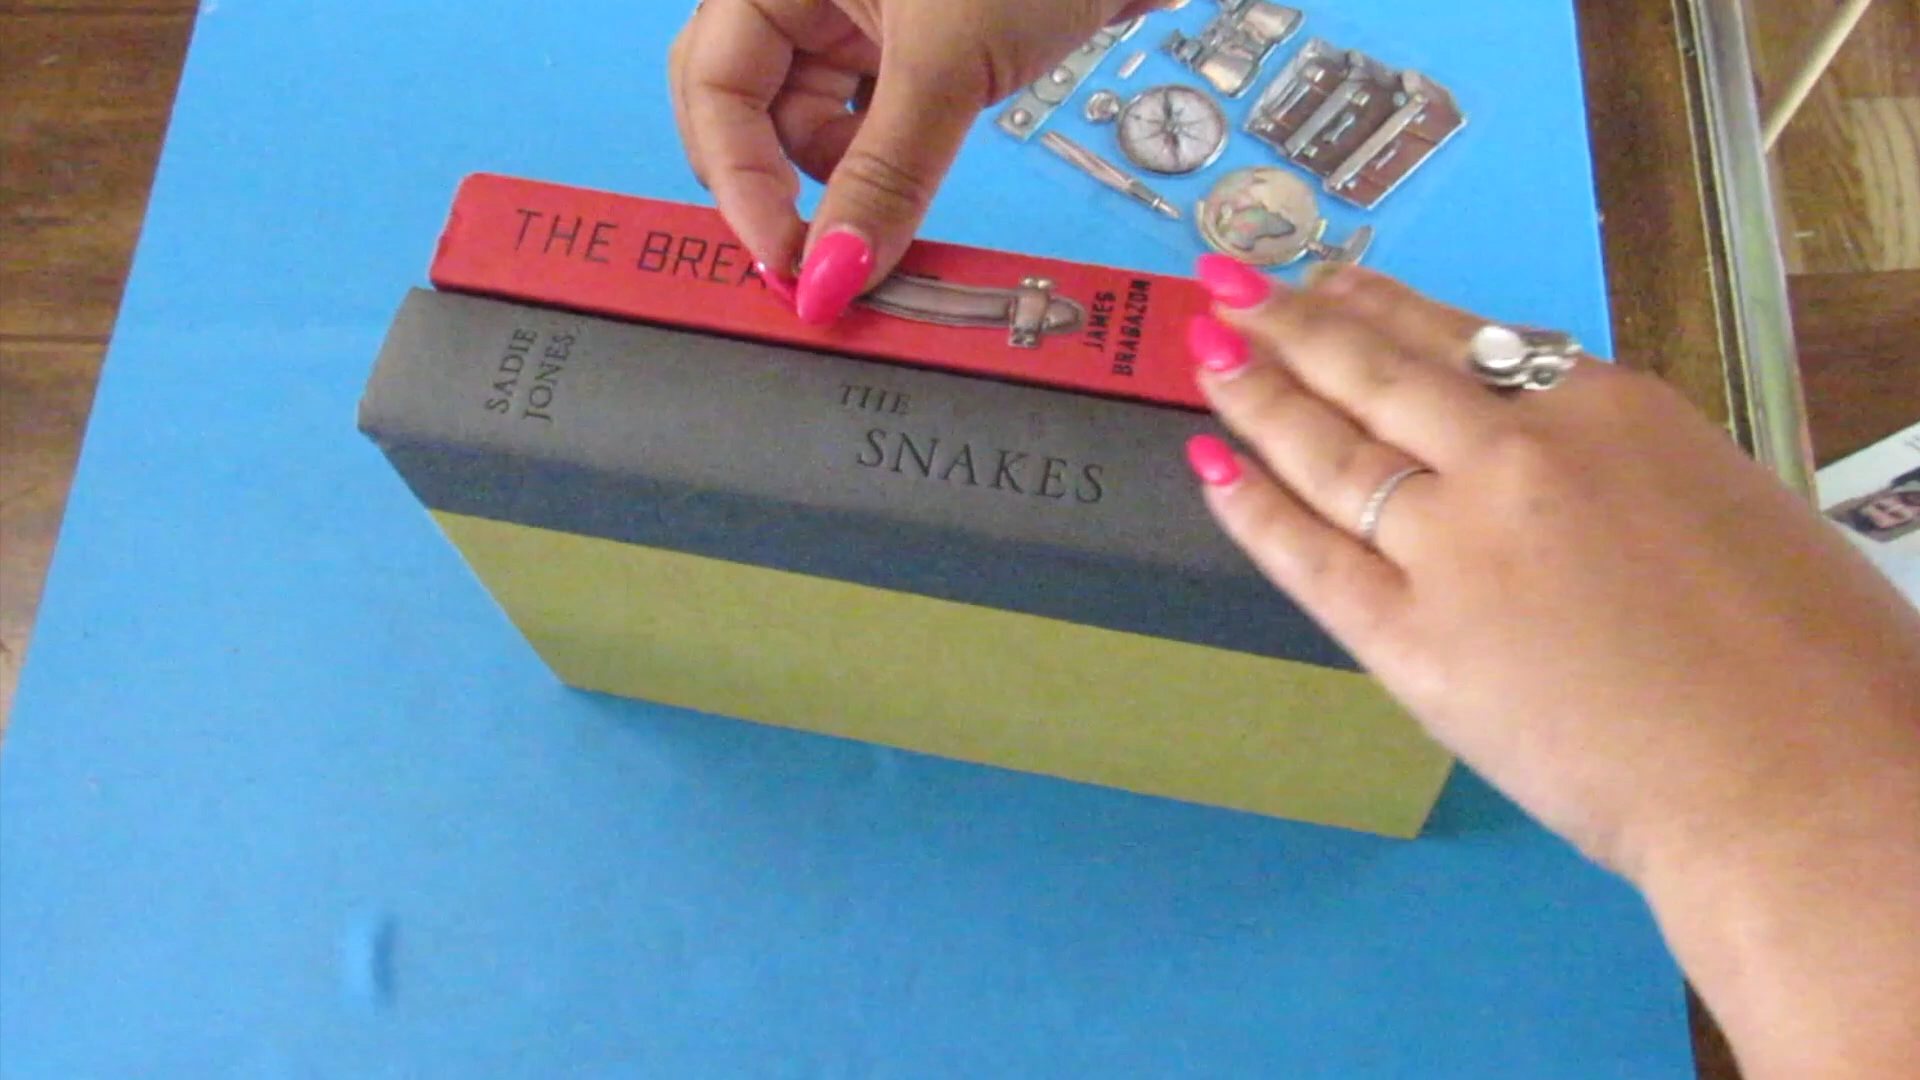 THE BREA
JAMES
BRABAZON
SADIE
JONES
THE
SNAKES